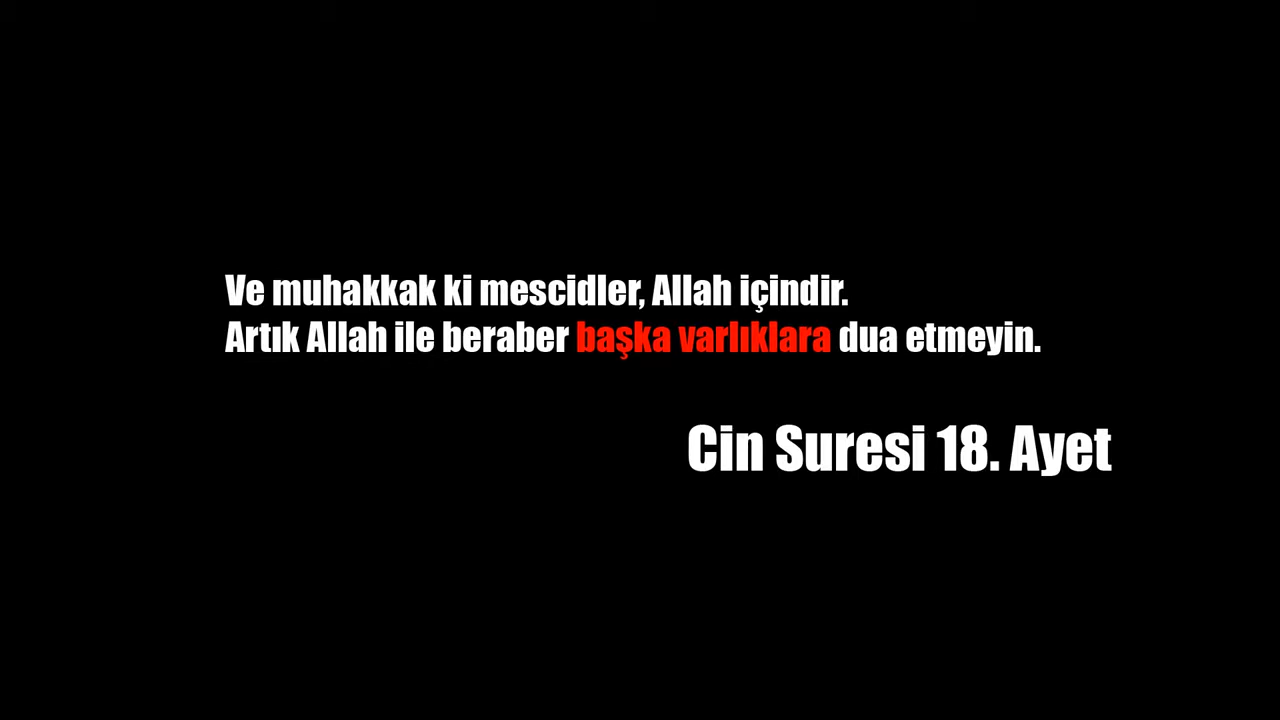 Ve muhakkak ki mescidler, Allah içindir.
Artık Allah ile beraber başka varlıklara dua etmeyin.
Cin Suresi 18. Ayet